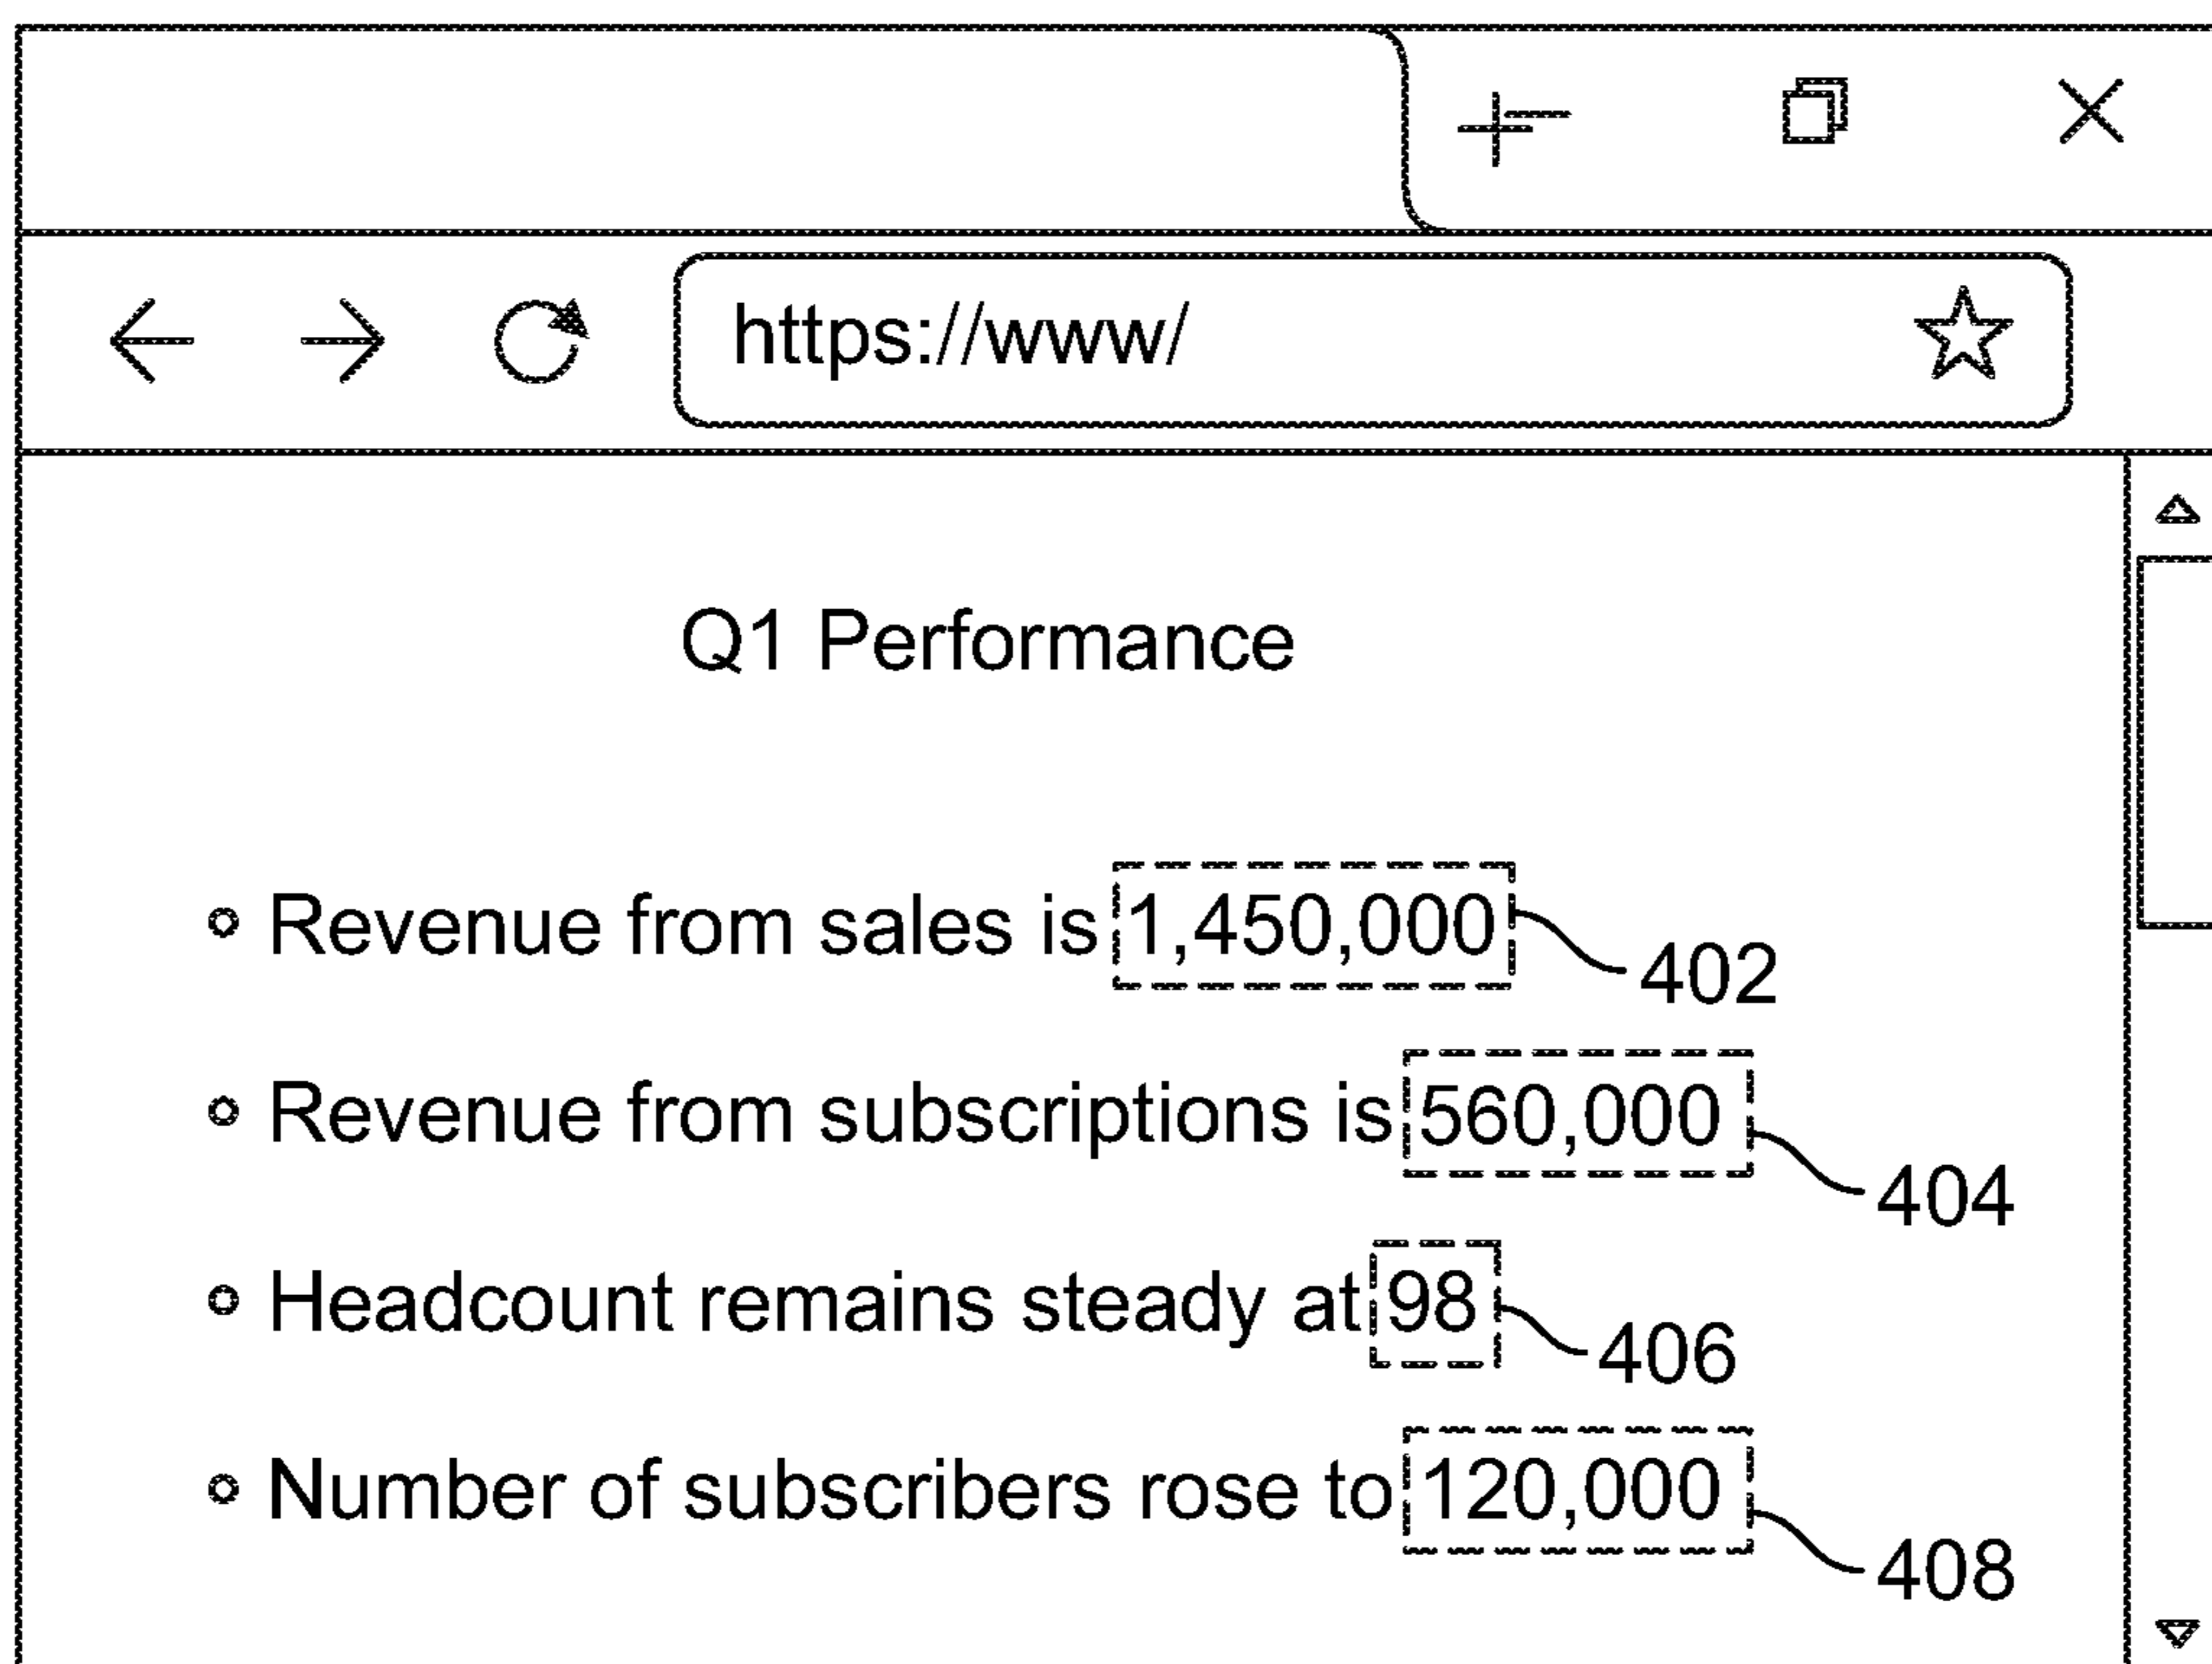 https://www/
Q1 Performance
Revenue from sales is 1,450,000
402
Revenue from subscriptions is 560,000
404
Headcount remains steady at 98
406
Number of subscribers rose to 120,000
408